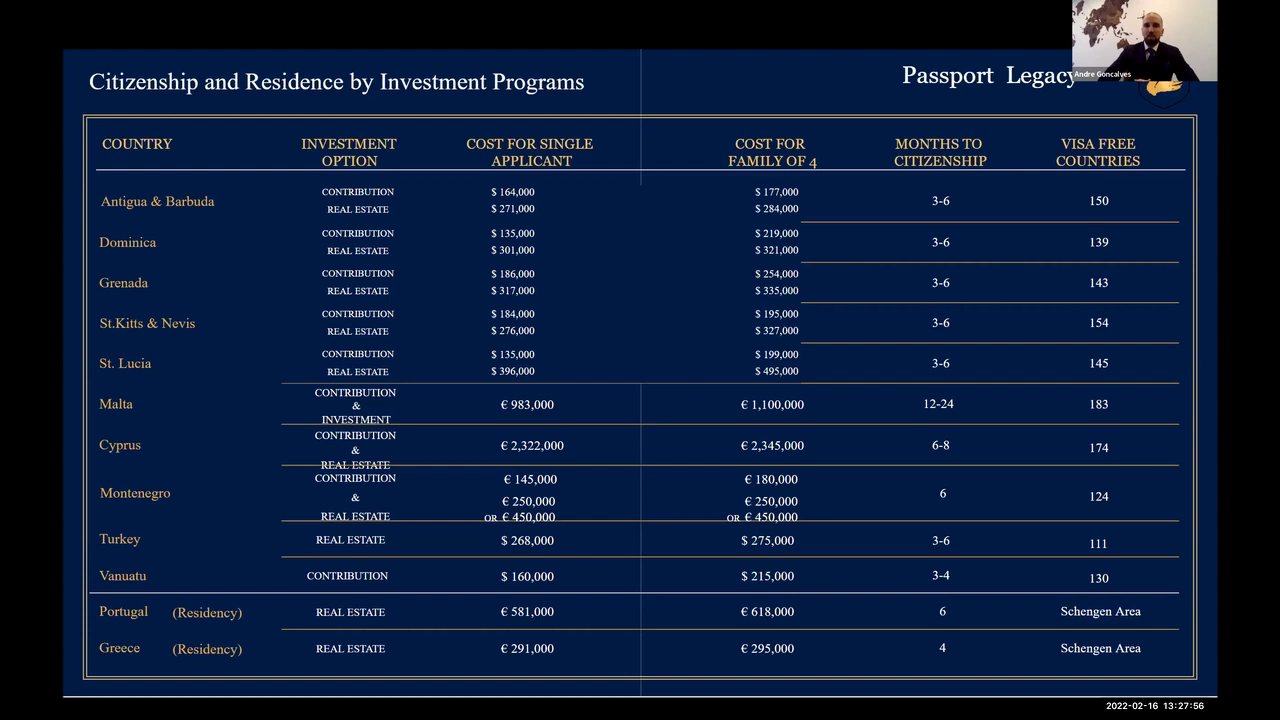 Citizenship and Residence by Investment Programs
Passport Legacy
Andre Goncalves
COUNTRY INVESTMENT OPTION COST FOR SINGLE APPLICANT COST FOR FAMILY OF 4 MONTHS TO CITIZENSHIP VISA FREE COUNTRIES
Antigua & Barbuda CONTRIBUTION $ 164,000 $ 177,000 3-6 150
REAL ESTATE $ 271,000 $ 284,000
Dominica CONTRIBUTION $ 135,000 $ 219,000 3-6 139
REAL ESTATE $ 301,000 $ 321,000
Grenada CONTRIBUTION $ 186,000 $ 254,000 3-6 143
REAL ESTATE $ 317,000 $ 335,000
St.Kitts & Nevis CONTRIBUTION $ 184,000 $ 195,000 3-6 154
REAL ESTATE $ 276,000 $ 327,000
St. Lucia CONTRIBUTION $ 135,000 $ 199,000 3-6 145
REAL ESTATE $ 396,000 $ 495,000
Malta CONTRIBUTION & INVESTMENT € 983,000 € 1,100,000 12-24 183
Cyprus CONTRIBUTION & REAL ESTATE € 2,322,000 € 2,345,000 6-8 174
Montenegro CONTRIBUTION € 145,000 € 180,000 6 124
& € 250,000 € 250,000
REAL ESTATE OR € 450,000 OR € 450,000
Turkey REAL ESTATE $ 268,000 $ 275,000 3-6 111
Vanuatu CONTRIBUTION $ 160,000 $ 215,000 3-4 130
Portugal (Residency) REAL ESTATE € 581,000 € 618,000 6 Schengen Area
Greece (Residency) REAL ESTATE € 291,000 € 295,000 4 Schengen Area
2022-02-16 13:27:56